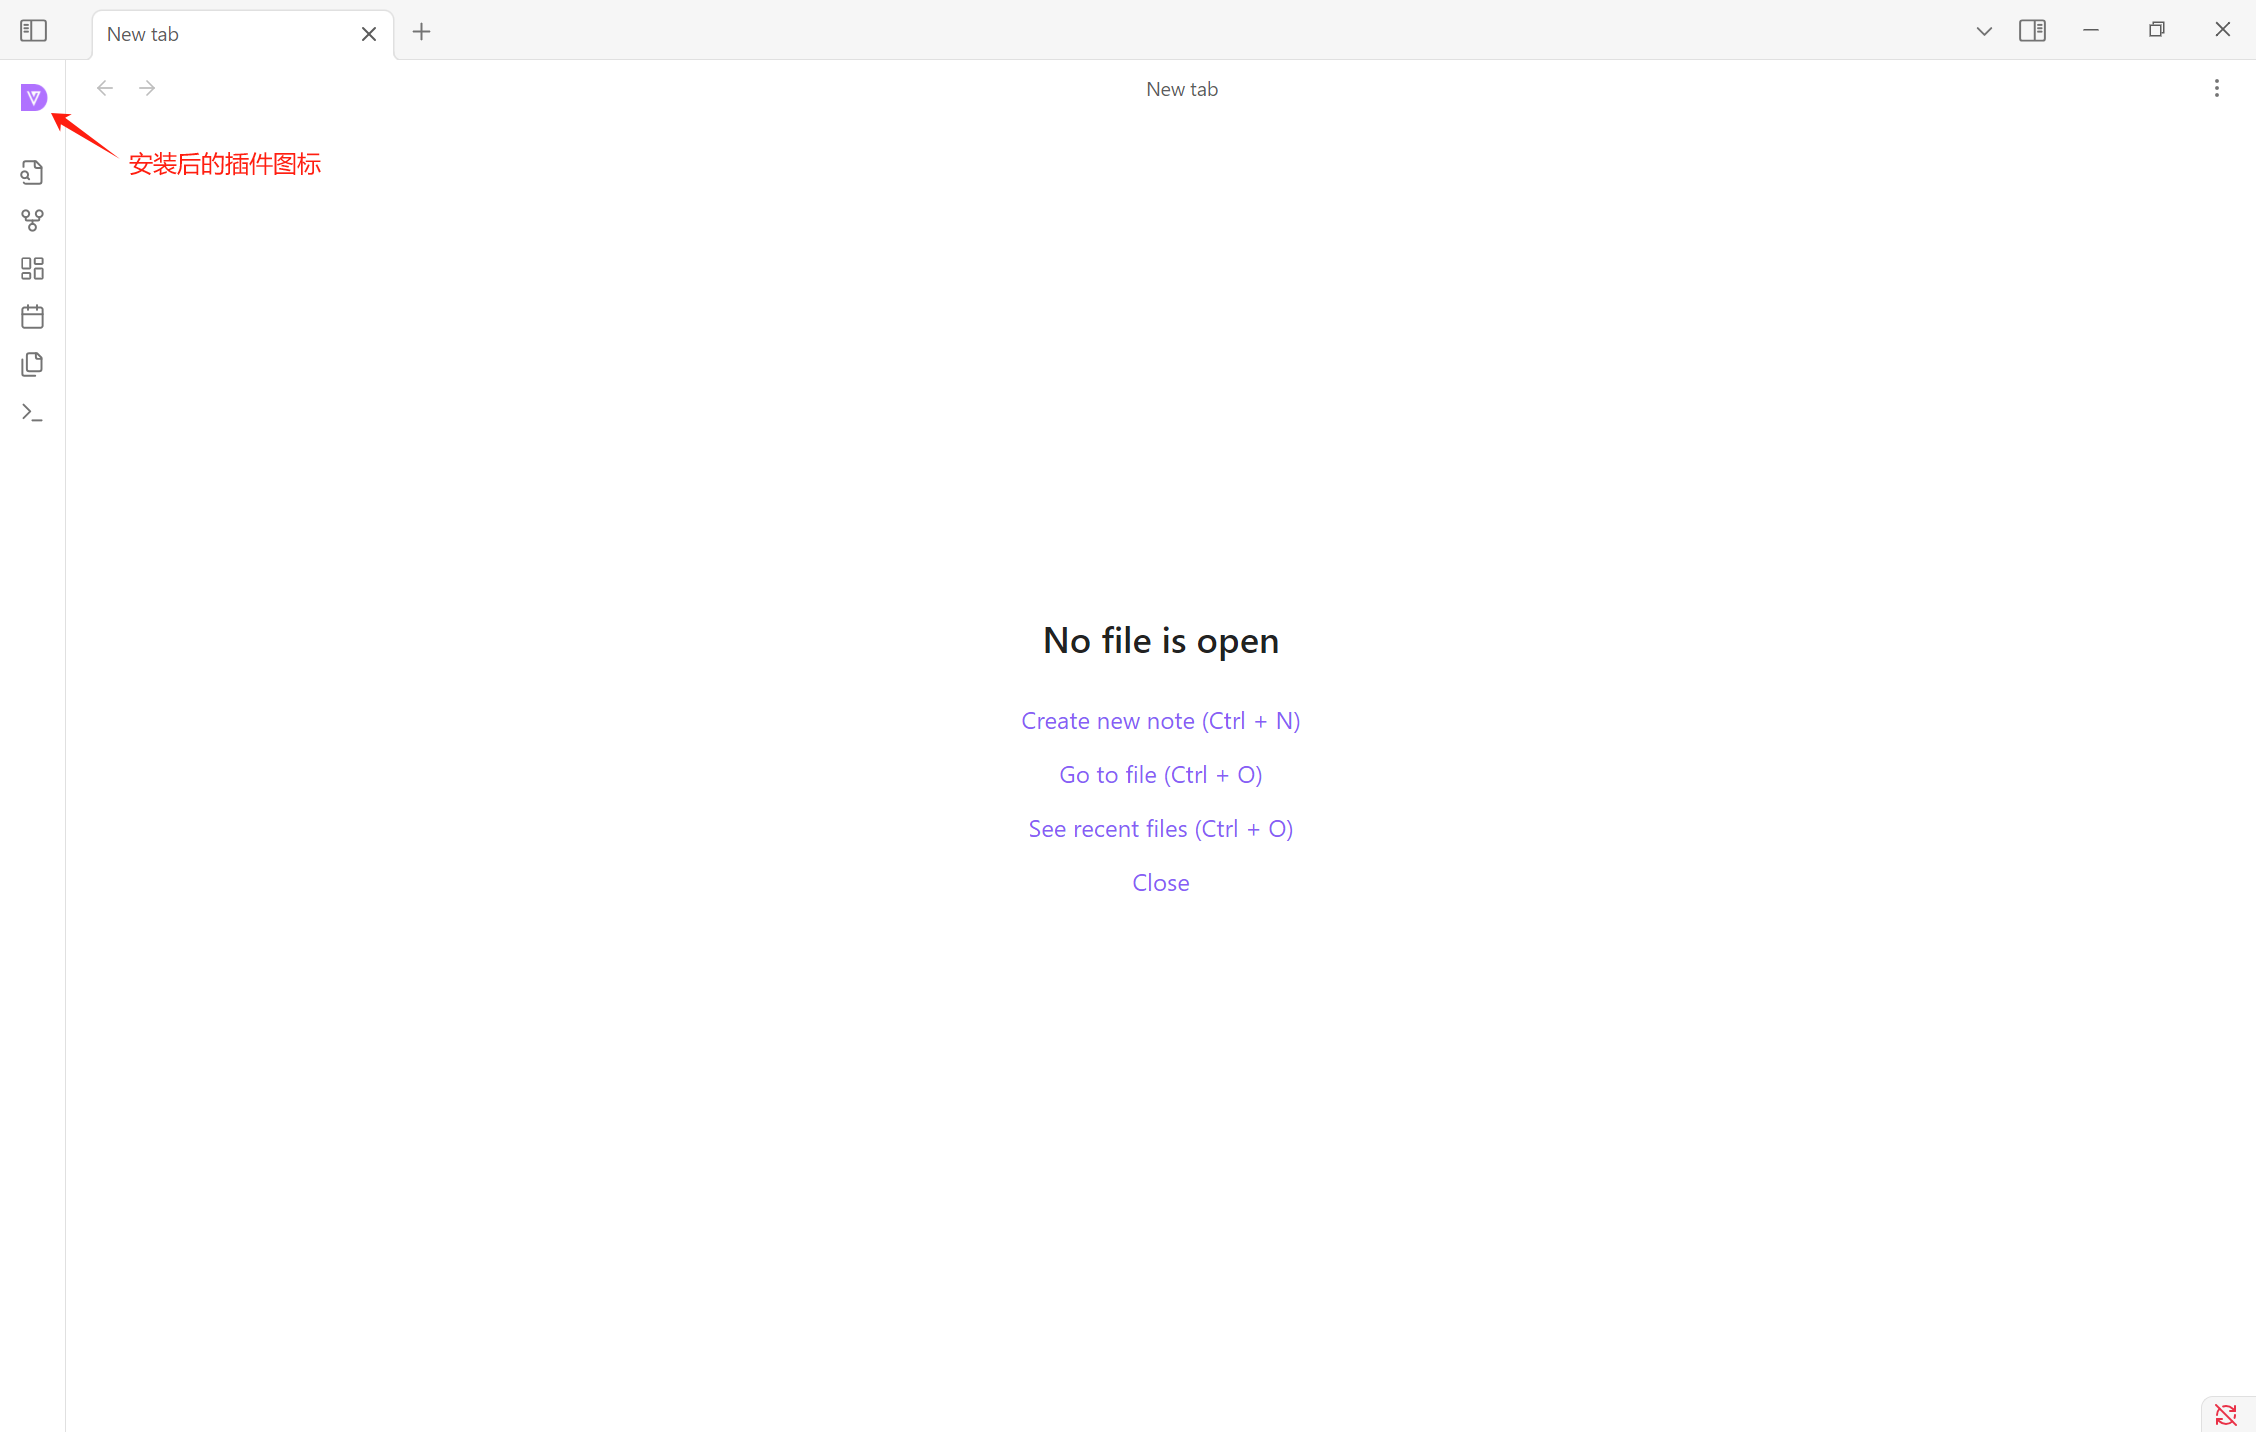 New tab
New tab
安装后的插件图标
No file is open
Create new note (Ctrl + N)
Go to file (Ctrl + O)
See recent files (Ctrl + O)
Close